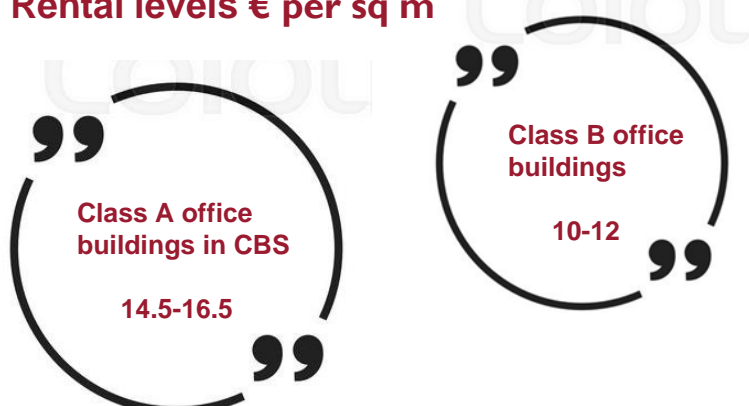 Rental levels € per sq m
Class A office
buildings in CBS
14.5-16.5
Class B office
buildings
10-12